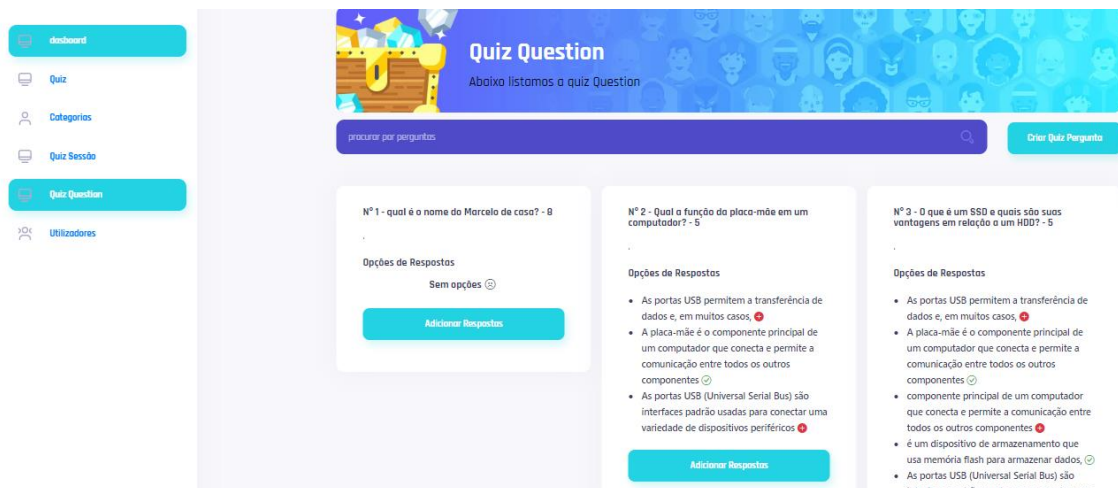 dasboard
Quiz
Categorias
Quiz Sessão
Quiz Question
Utilizadores
Quiz Question
Abaixo listamos a quiz Question
procurar por perguntas
Criar Quiz Pergunta
Nº 1 - qual é o nome do Marcelo de casa? - 8
.
Opções de Respostas
Sem opções
Adicionar Respostas
Nº 2 - Qual a função da placa-mãe em um
computador? - 5
.
Opções de Respostas
• As portas USB permitem a transferência de
dados e, em muitos casos,
• A placa-mãe é o componente principal de
um computador que conecta e permite a
comunicação entre todos os outros
componentes
• As portas USB (Universal Serial Bus) são
interfaces padrão usadas para conectar uma
variedade de dispositivos periféricos
Adicionar Respostas
Nº 3 - O que é um SSD e quais são suas
vantagens em relação a um HDD? - 5
.
Opções de Respostas
• As portas USB permitem a transferência de
dados e, em muitos casos,
• A placa-mãe é o componente principal de
um computador que conecta e permite a
comunicação entre todos os outros
componentes
• componente principal de um computador
que conecta e permite a comunicação entre
todos os outros componentes
• é um dispositivo de armazenamento que
usa memória flash para armazenar dados,
• As portas USB (Universal Serial Bus) são